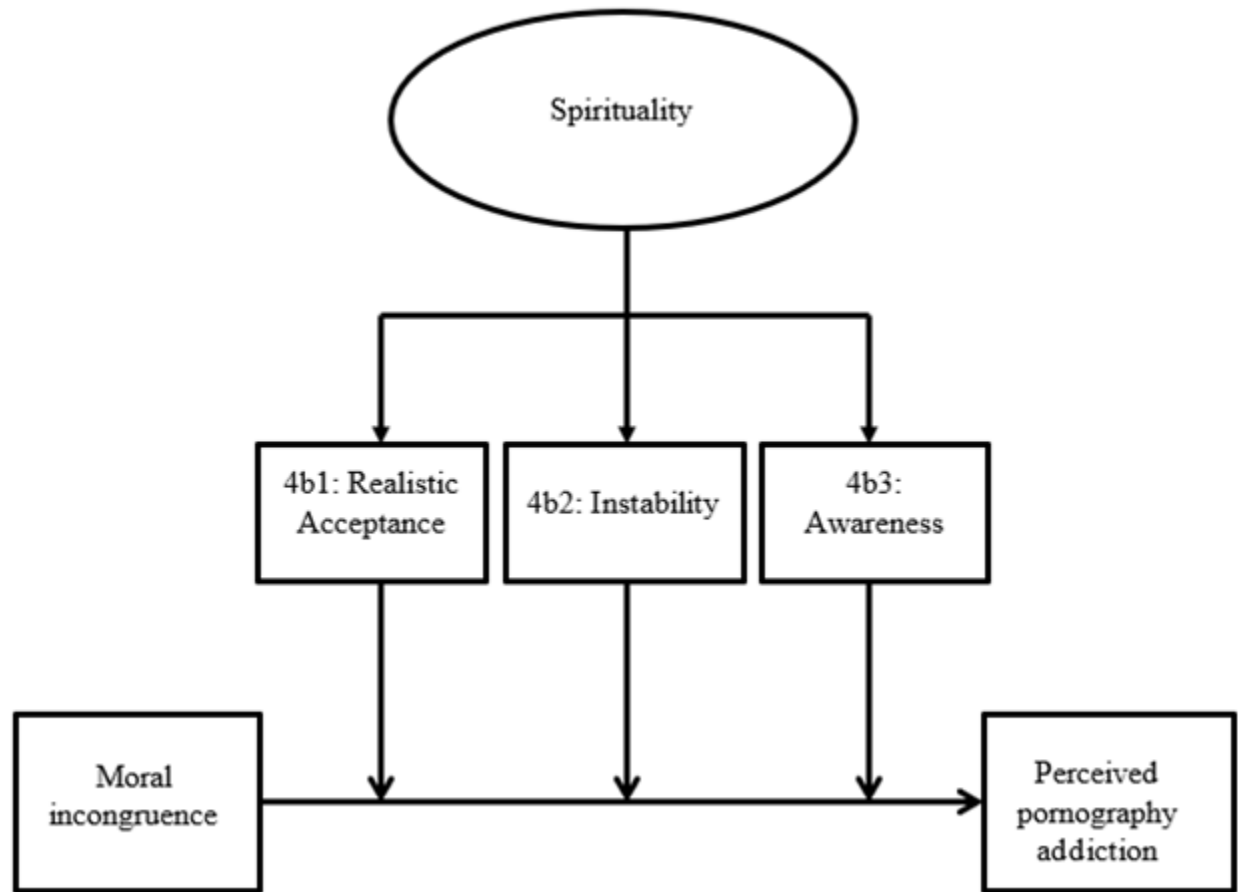 Spirituality
4b1: Realistic
Acceptance
4b2: Instability
4b3:
Awareness
Moral
incongruence
Perceived
pornography
addiction